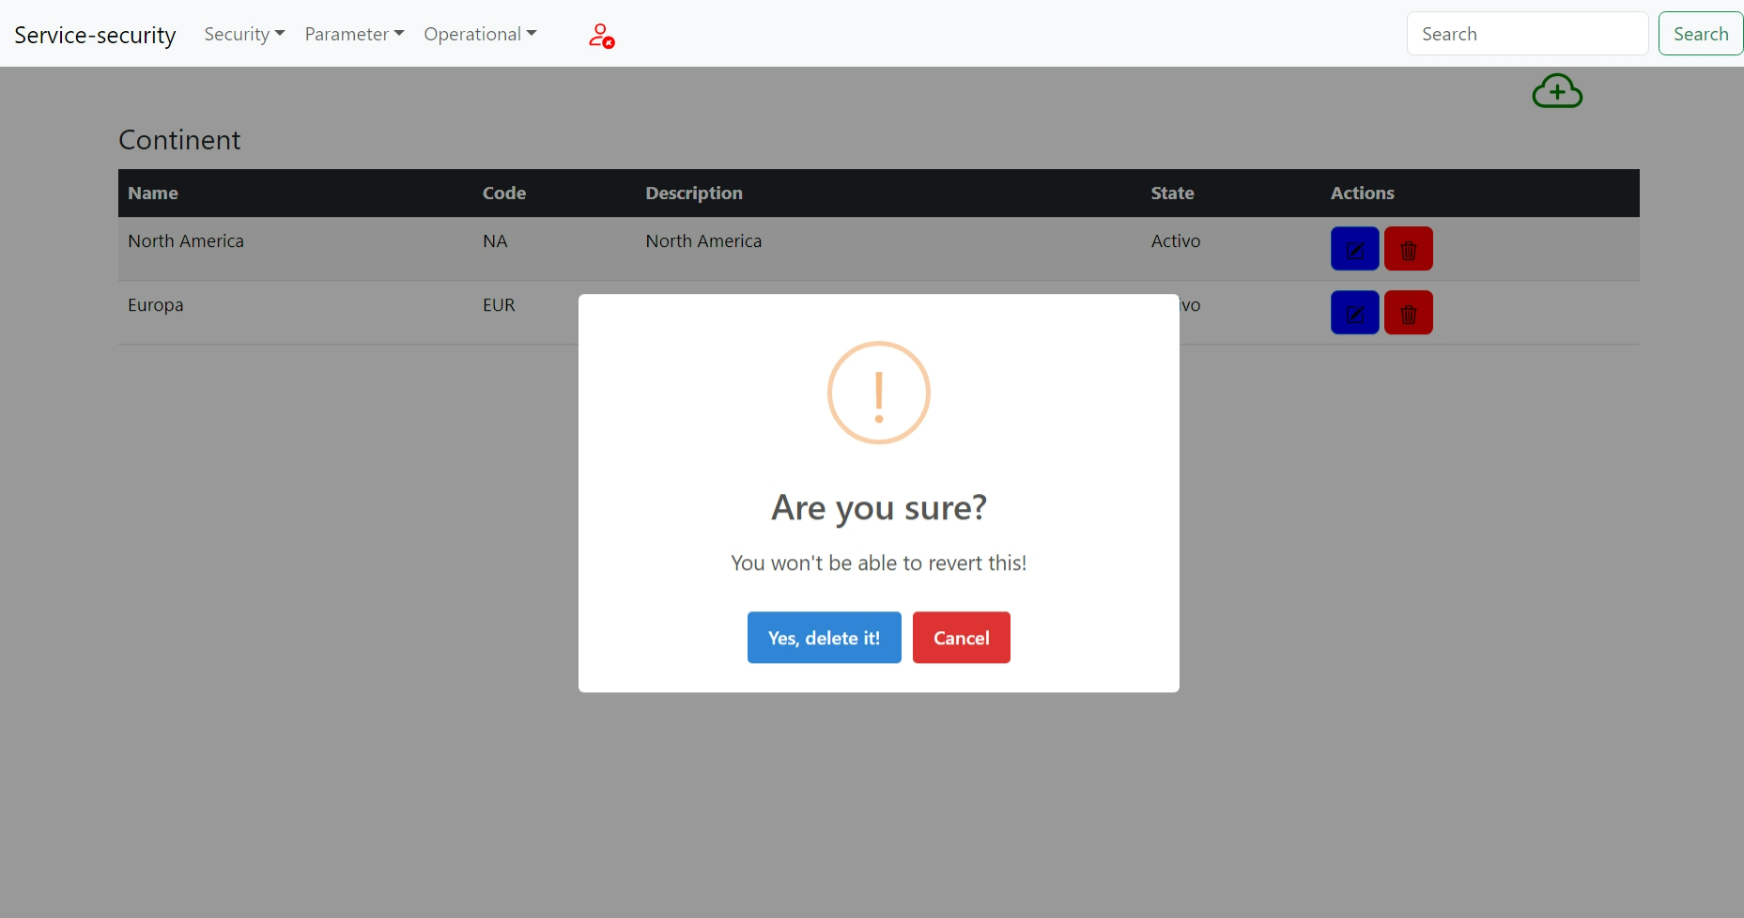 Service-security Security Parameter Operational Search Search
Continent
Name Code Description State Actions
North America NA North America Activo
Europa EUR
Are you sure?
You won't be able to revert this!
Yes, delete it! Cancel